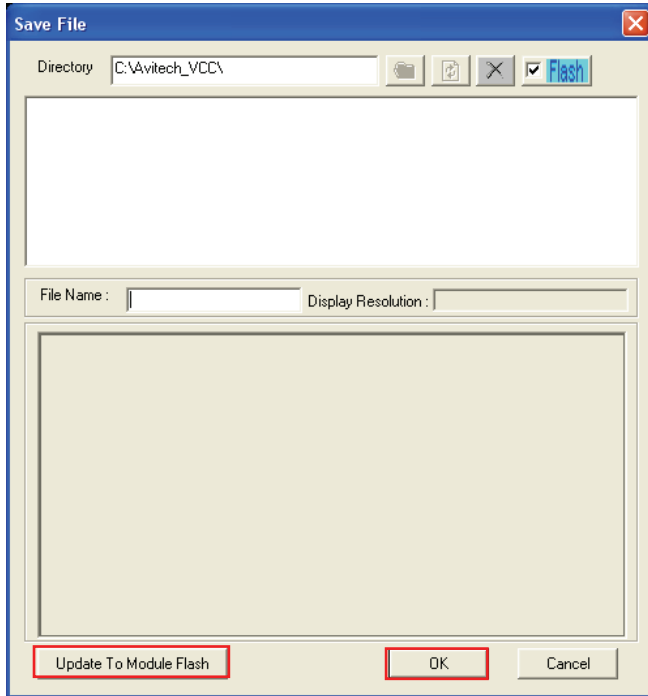 Save File
Directory C:\Avitech_VCC\ Flash
File Name : Display Resolution :
Update To Module Flash OK Cancel